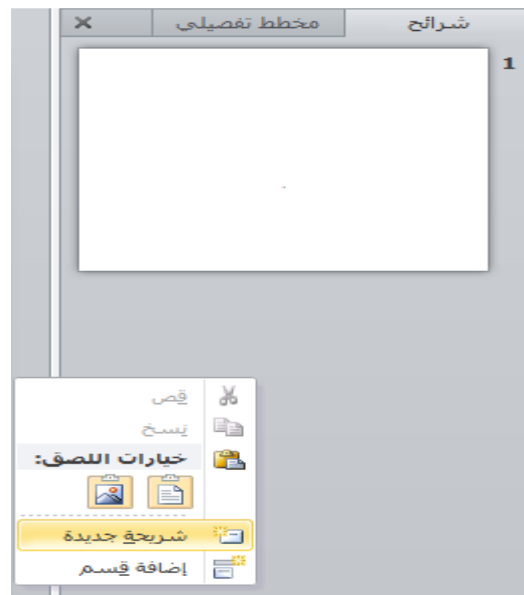 شرائح مخطط تفصيلي ×
1
قص
نسخ
خيارات اللصق:
شريحة جديدة
إضافة قسم